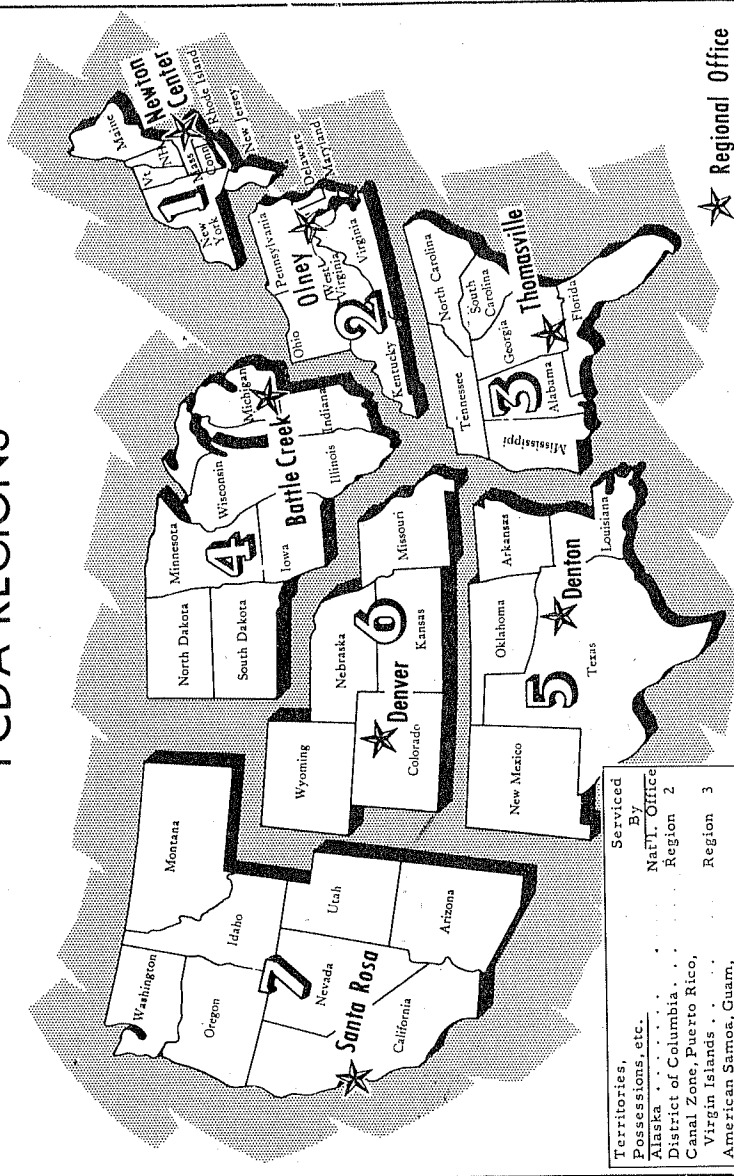 FCDA REGIONS
Washington
Oregon
Montana
Idaho
7
Nevada
Utah
Santa Rosa
California
Arizona
North Dakota
South Dakota
Minnesota
4
Wisconsin
Michigan
Battle Creek
Iowa
Illinois
Indiana
Wyoming
Nebraska
6
Denver
Colorado
Kansas
Missouri
New Mexico
Oklahoma
Arkansas
5
Denton
Texas
Louisiana
Maine
Vt.
N.H.
1
Newton
Center
New
York
Mass
Conn.
Rhode Island
New Jersey
Ohio
Pennsylvania
Olney
Delaware
Maryland
West
Virginia
2
Virginia
Kentucky
Tennessee
North Carolina
South
Carolina
3
Georgia
Thomasville
Mississippi
Alabama
Florida
Territories, Serviced
Possessions, etc. By
Alaska . . . . . . . . Nat'l. Office
District of Columbia . . . . . Region 2
Canal Zone, Puerto Rico,
Virgin Islands . . . . . Region 3
American Samoa, Guam,
Regional Office